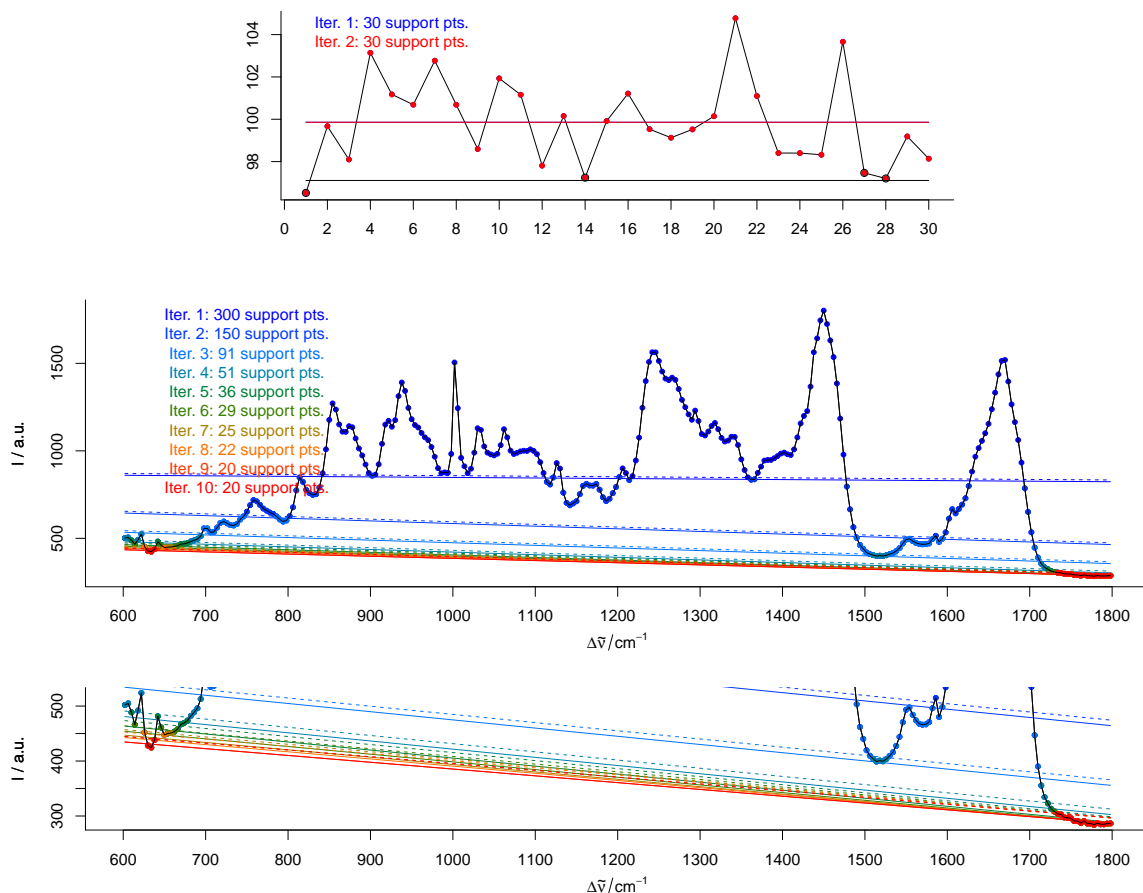 Iter. 1: 30 support pts.
Iter. 2: 30 support pts.
104
102
100
98
0 2 4 6 8 10 12 14 16 18 20 22 24 26 28 30
Iter. 1: 300 support pts.
Iter. 2: 150 support pts.
Iter. 3: 91 support pts.
Iter. 4: 51 support pts.
Iter. 5: 36 support pts.
Iter. 6: 29 support pts.
Iter. 7: 25 support pts.
Iter. 8: 22 support pts.
Iter. 9: 20 support pts.
Iter. 10: 20 support pts.
I / a.u.
1500
1000
500
600 700 800 900 1000 1100 1200 1300 1400 1500 1600 1700 1800
Δν̃/cm⁻¹
I / a.u.
500
400
300
600 700 800 900 1000 1100 1200 1300 1400 1500 1600 1700 1800
Δν̃/cm⁻¹